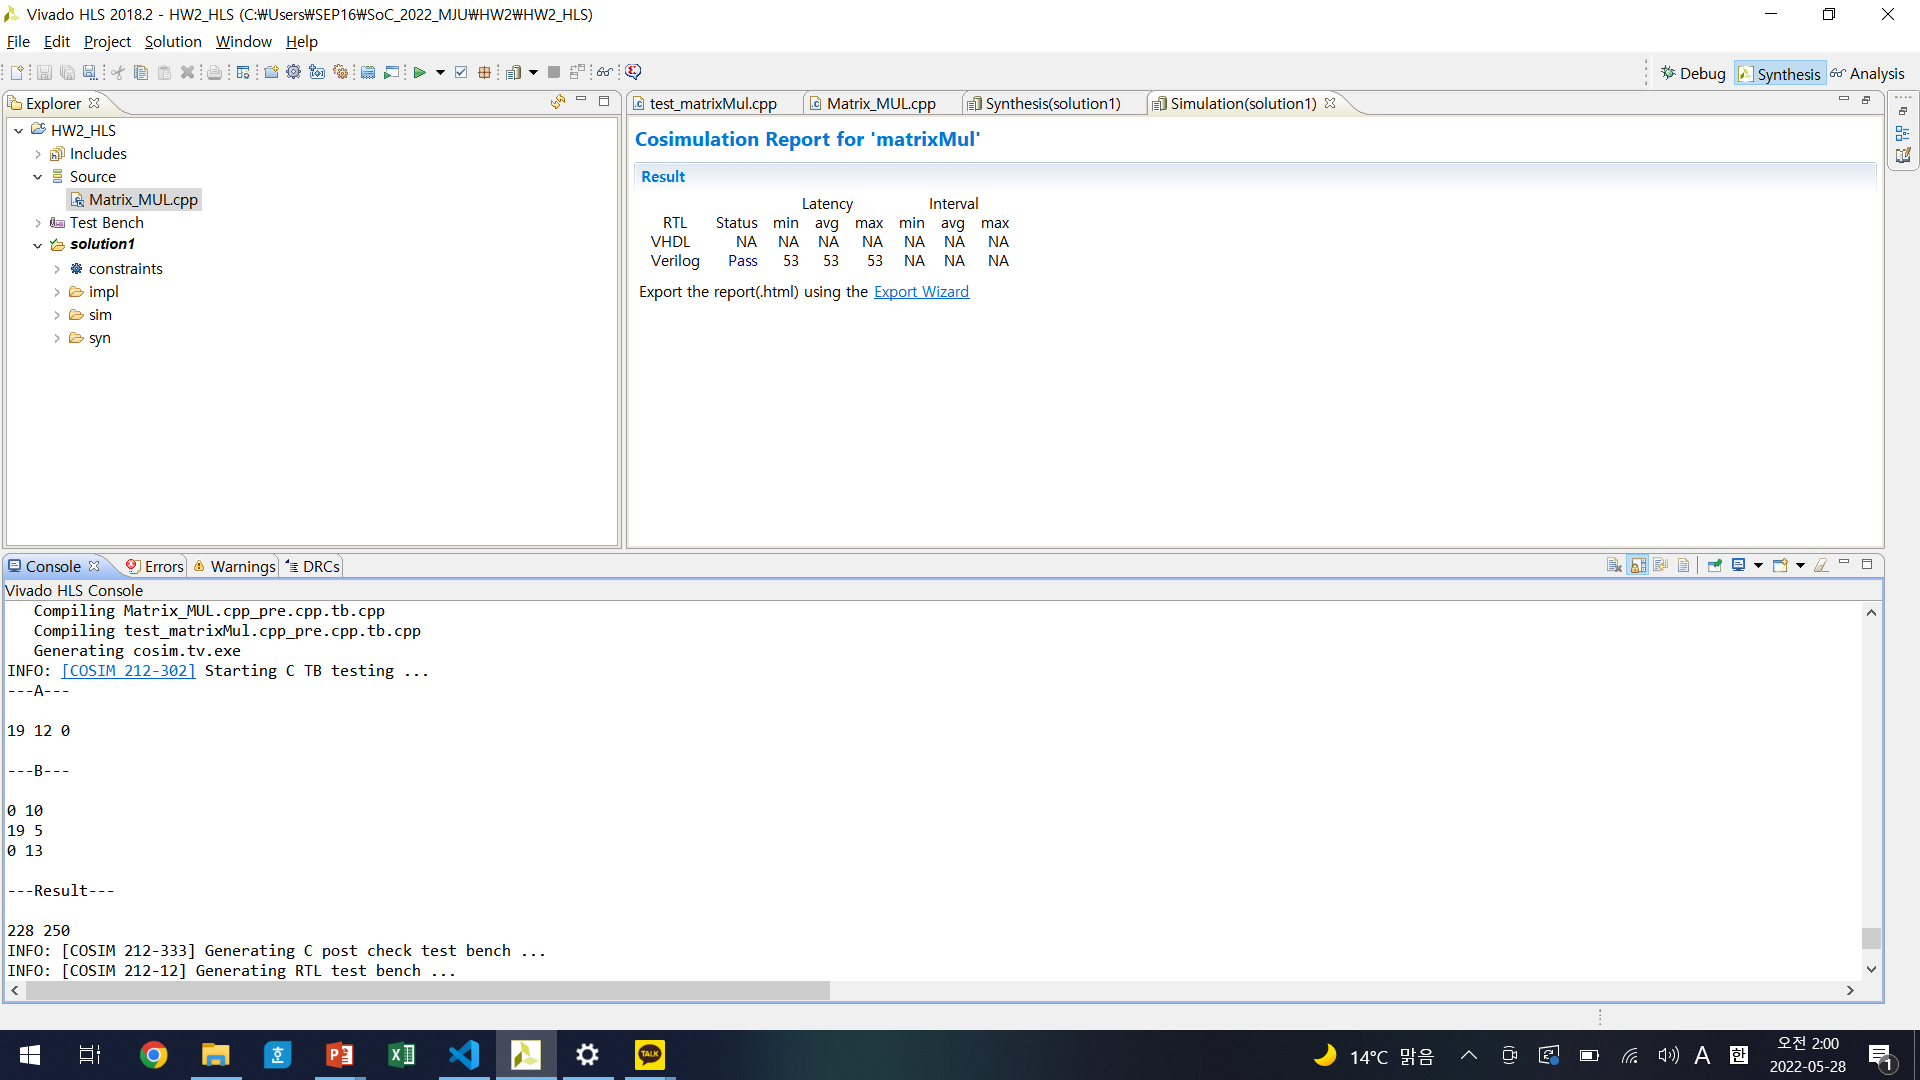 Vivado HLS 2018.2 - HW2_HLS (C:₩Users₩SEP16₩SoC_2022_MJU₩HW2₩HW2_HLS)
File Edit Project Solution Window Help
Debug Synthesis Analysis
Explorer
HW2_HLS
Includes
Source
Matrix_MUL.cpp
Test Bench
solution1
constraints
impl
sim
syn
test_matrixMul.cpp Matrix_MUL.cpp Synthesis(solution1) Simulation(solution1)
Cosimulation Report for 'matrixMul'
Result
Latency Interval
RTL Status min avg max min avg max
VHDL NA NA NA NA NA NA NA
Verilog Pass 53 53 53 NA NA NA
Export the report(.html) using the Export Wizard
Console Errors Warnings DRCs
Vivado HLS Console
Compiling Matrix_MUL.cpp_pre.cpp.tb.cpp
Compiling test_matrixMul.cpp_pre.cpp.tb.cpp
Generating cosim.tv.exe
INFO: [COSIM 212-302] Starting C TB testing ...
---A---
19 12 0
---B---
0 10
19 5
0 13
---Result---
228 250
INFO: [COSIM 212-333] Generating C post check test bench ...
INFO: [COSIM 212-12] Generating RTL test bench ...
TALK
14°C 맑음
A
한
오전 2:00
2022-05-28
1